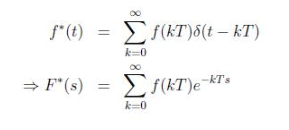 f*(t) = ∞∑k=0 f(kT)δ(t − kT)
⇒ F*(s) = ∞∑k=0 f(kT)e^−kTs